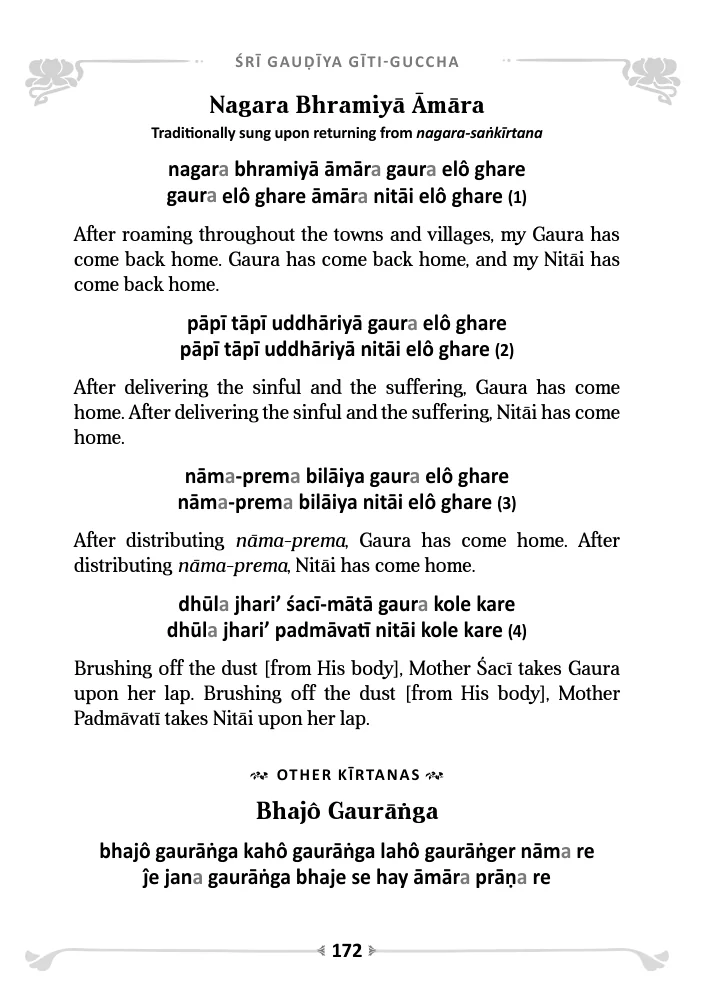 ŚRĪ GAUḌĪYA GĪTI-GUCCHA
Nagara Bhramiyā Āmāra
Traditionally sung upon returning from nagara-saṅkīrtana
nagara bhramiyā āmāra gaura elô ghare
gaura elô ghare āmāra nitāi elô ghare (1)
After roaming throughout the towns and villages, my Gaura has
come back home. Gaura has come back home, and my Nitāi has
come back home.
pāpī tāpī uddhāriyā gaura elô ghare
pāpī tāpī uddhāriyā nitāi elô ghare (2)
After delivering the sinful and the suffering, Gaura has come
home. After delivering the sinful and the suffering, Nitāi has come
home.
nāma-prema bilāiya gaura elô ghare
nāma-prema bilāiya nitāi elô ghare (3)
After distributing nāma-prema, Gaura has come home. After
distributing nāma-prema, Nitāi has come home.
dhūla jhari’ śacī-mātā gaura kole kare
dhūla jhari’ padmāvatī nitāi kole kare (4)
Brushing off the dust [from His body], Mother Śacī takes Gaura
upon her lap. Brushing off the dust [from His body], Mother
Padmāvatī takes Nitāi upon her lap.
OTHER KĪRTANAS
Bhajô Gaurāṅga
bhajô gaurāṅga kahô gaurāṅga lahô gaurāṅger nāma re
ĵe jana gaurāṅga bhaje se hay āmāra prāṇa re
172